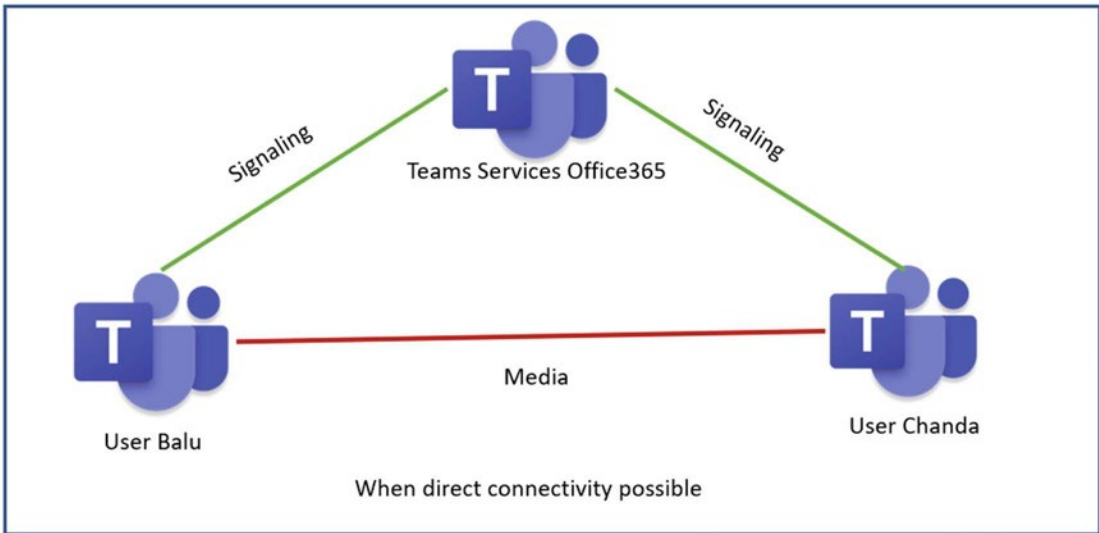 T
Signaling
Signaling
Teams Services Office365
T
T
Media
User Balu
User Chanda
When direct connectivity possible